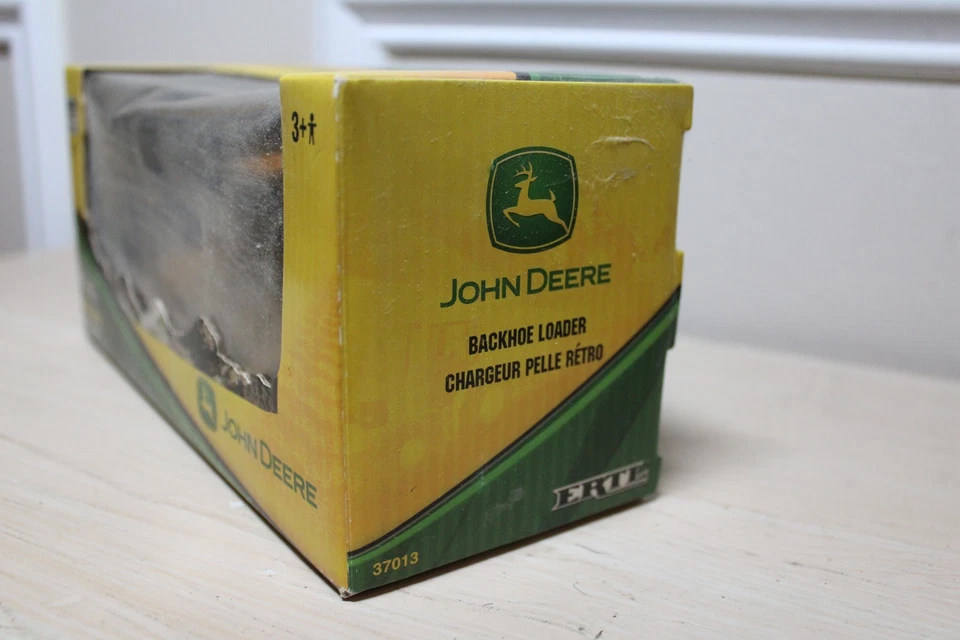 3+
JOHN DEERE
BACKHOE LOADER
CHARGEUR PELLE RÉTRO
JOHN DEERE
ERTL
37013